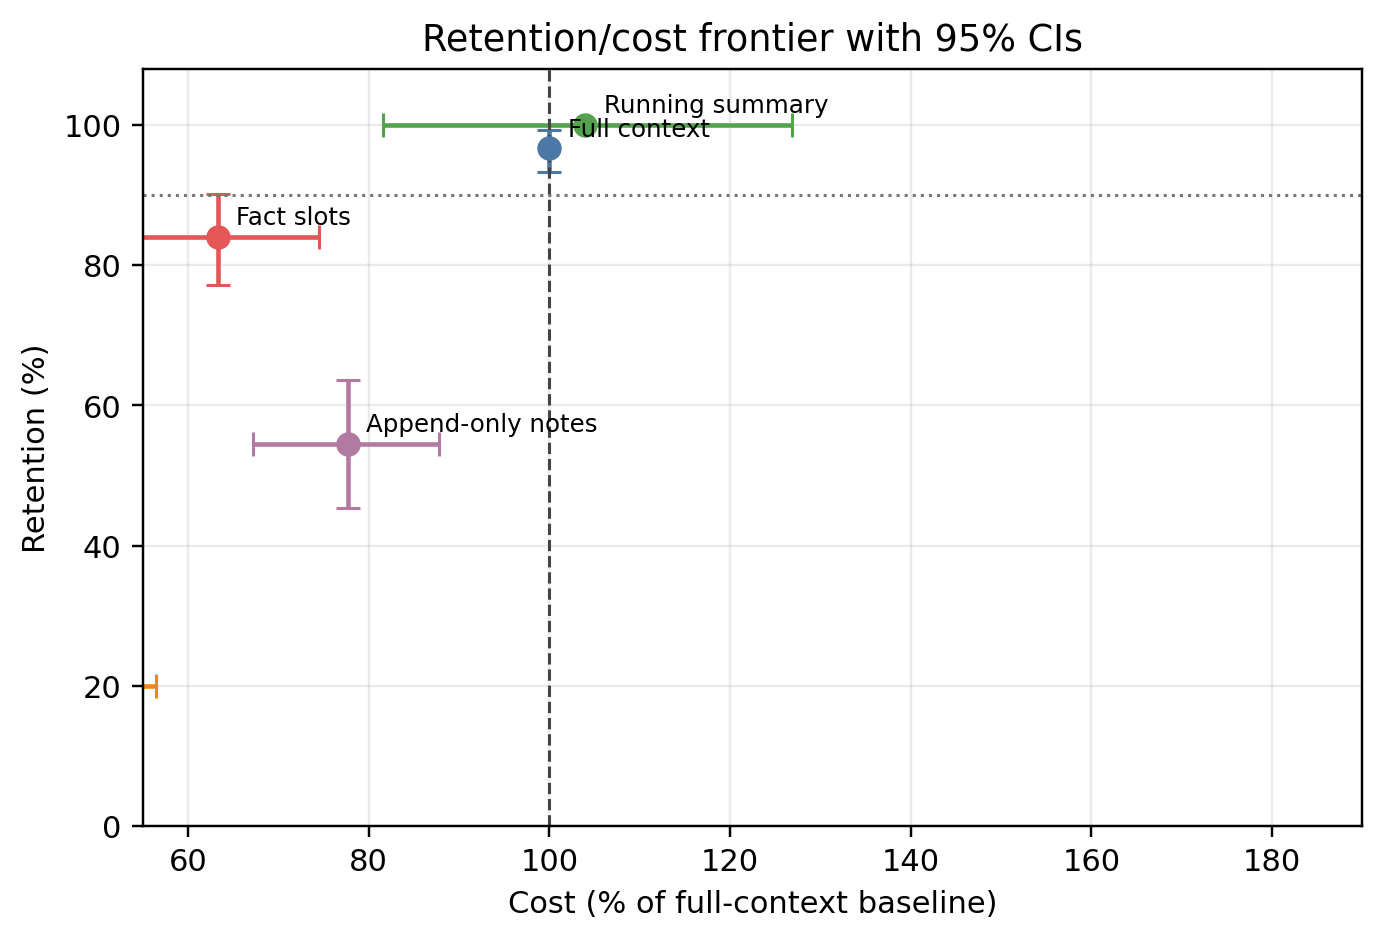 Retention/cost frontier with 95% CIs
Running summary
Full context
Fact slots
Append-only notes
Retention (%)
100
80
60
40
20
0
60 80 100 120 140 160 180
Cost (% of full-context baseline)